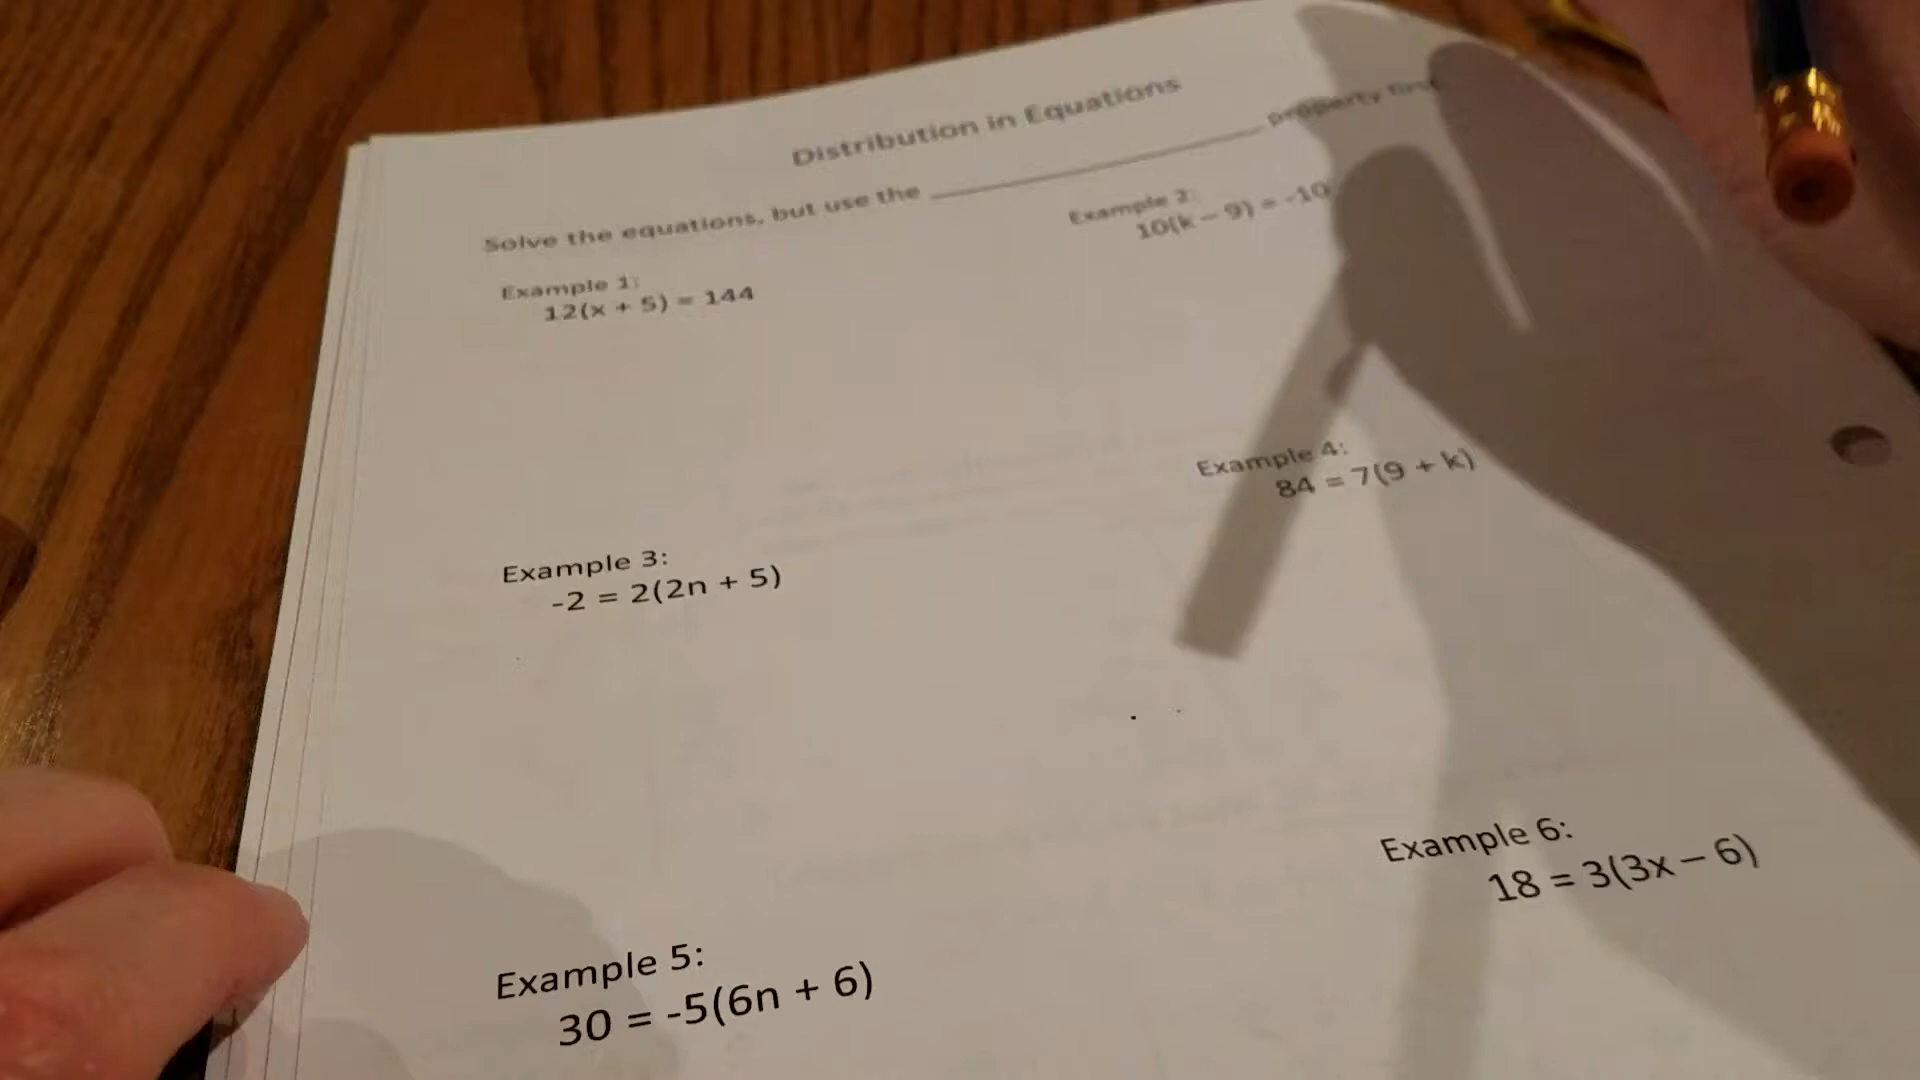 Distribution in Equations
Solve the equations, but use the ____________________ property first.
Example 1:
12(x + 5) = 144
Example 2:
10(k – 9) = -10
Example 3:
-2 = 2(2n + 5)
Example 4:
84 = 7(9 + k)
Example 5:
30 = -5(6n + 6)
Example 6:
18 = 3(3x – 6)